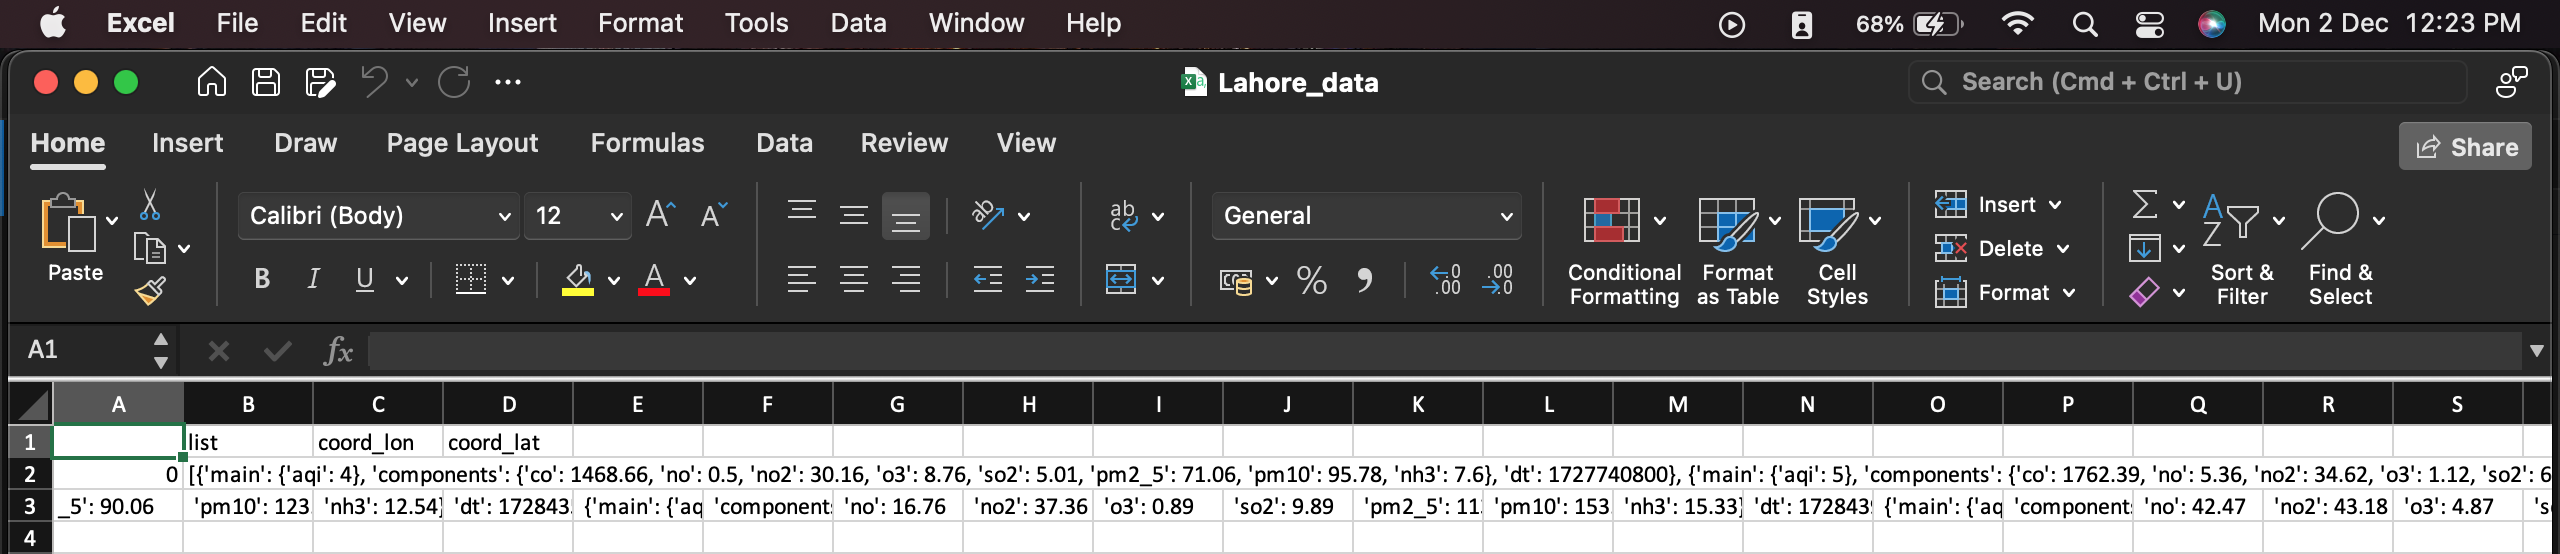 Excel File Edit View Insert Format Tools Data Window Help 68% Mon 2 Dec 12:23 PM
Lahore_data Search (Cmd + Ctrl + U)
Home Insert Draw Page Layout Formulas Data Review View Share
Paste Calibri (Body) 12 A A ab ab c General Conditional Formatting Format as Table Cell Styles Insert Delete Format Sort & Filter Find & Select
B I U A % , .00 .00 0 0
A1 fx
A B C D E F G H I J K L M N O P Q R S
1 list coord_lon coord_lat
2 0 [{'main': {'aqi': 4}, 'components': {'co': 1468.66, 'no': 0.5, 'no2': 30.16, 'o3': 8.76, 'so2': 5.01, 'pm2_5': 71.06, 'pm10': 95.78, 'nh3': 7.6}, 'dt': 1727740800}, {'main': {'aqi': 5}, 'components': {'co': 1762.39, 'no': 5.36, 'no2': 34.62, 'o3': 1.12, 'so2': 6
3 _5': 90.06 'pm10': 123. 'nh3': 12.54} 'dt': 172843 {'main': {'aq 'component 'no': 16.76 'no2': 37.36 'o3': 0.89 'so2': 9.89 'pm2_5': 11 'pm10': 153. 'nh3': 15.33} 'dt': 172843 {'main': {'aq 'component 'no': 42.47 'no2': 43.18 'o3': 4.87 's
4